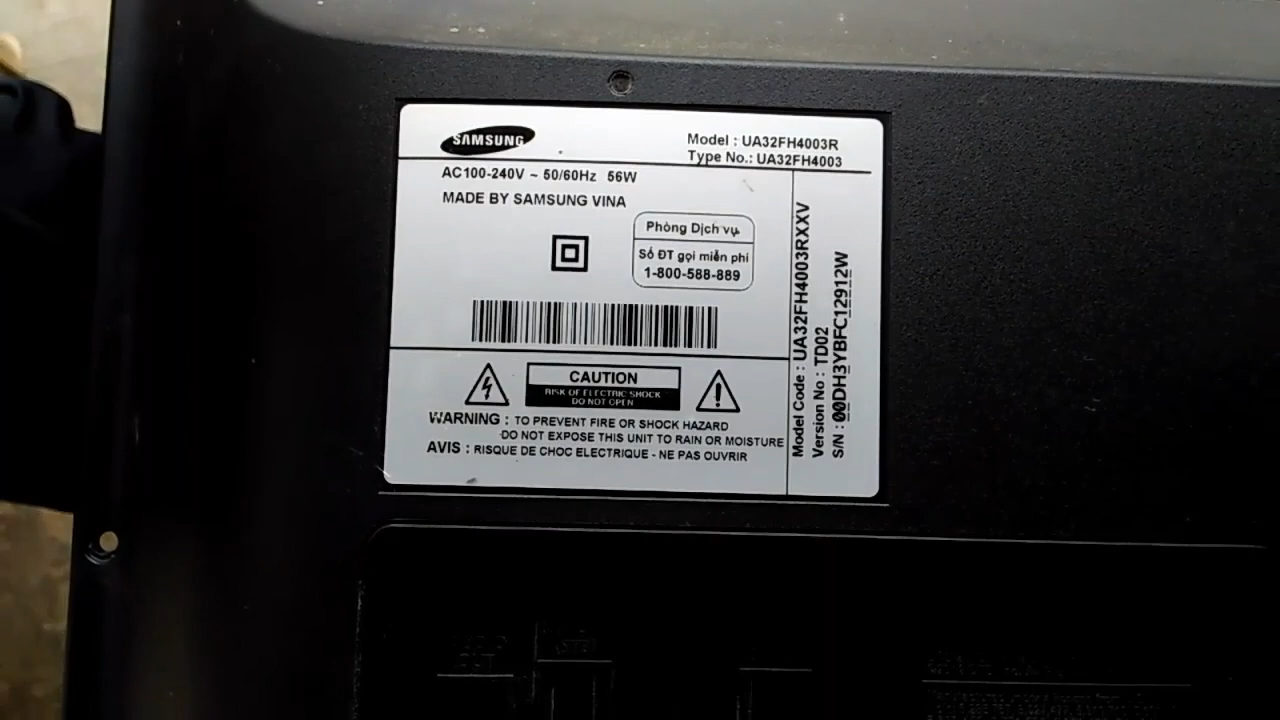 SAMSUNG
Model : UA32FH4003R
Type No.: UA32FH4003
AC100-240V ~ 50/60Hz 56W
MADE BY SAMSUNG VINA
Phòng Dịch vụ
Số ĐT gọi miễn phí
1-800-588-889
CAUTION
RISK OF ELECTRIC SHOCK
DO NOT OPEN
WARNING : TO PREVENT FIRE OR SHOCK HAZARD
DO NOT EXPOSE THIS UNIT TO RAIN OR MOISTURE
AVIS : RISQUE DE CHOC ELECTRIQUE - NE PAS OUVRIR
Model Code : UA32FH4003RXXV
Version No : TD02
S/N : 00DH3YBFC12912W